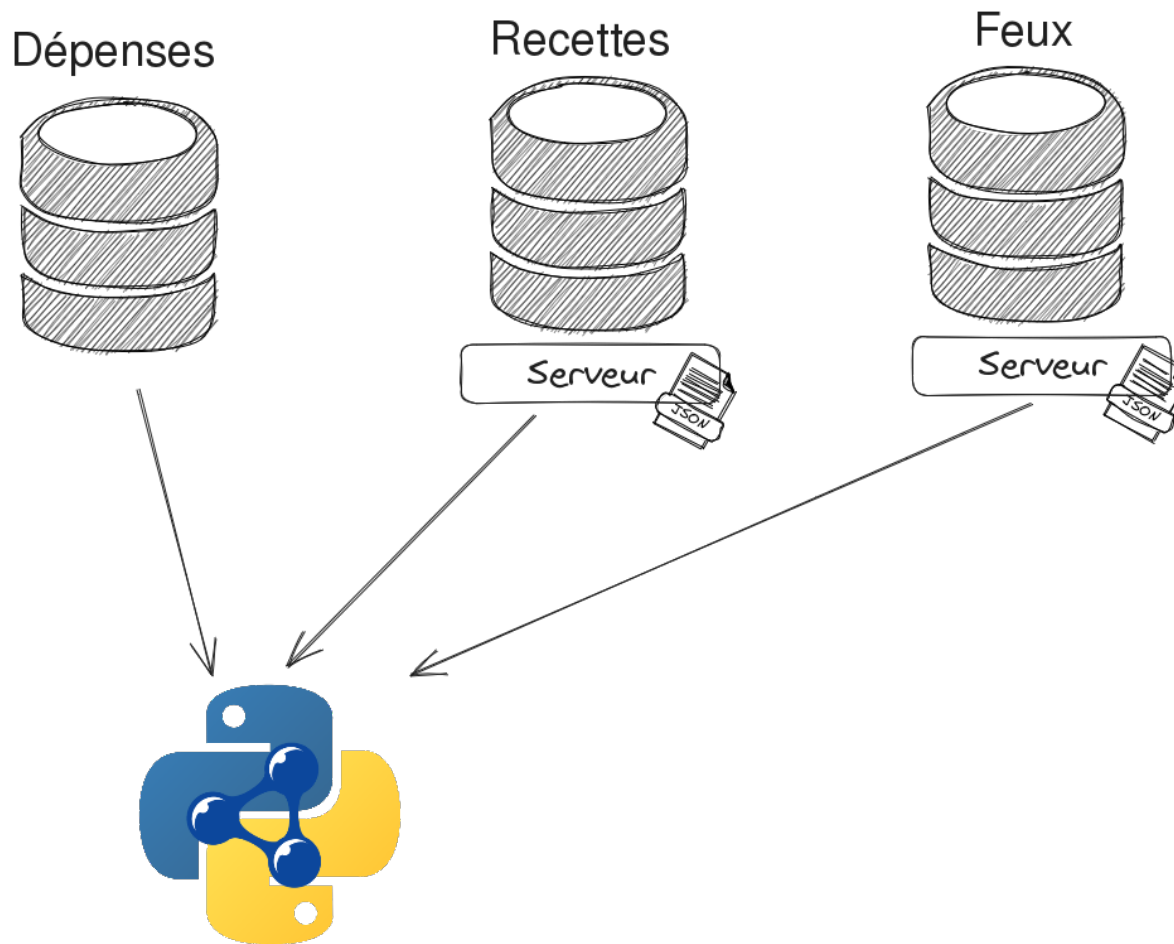 Dépenses
Recettes
Feux
Serveur
JSON
Serveur
JSON